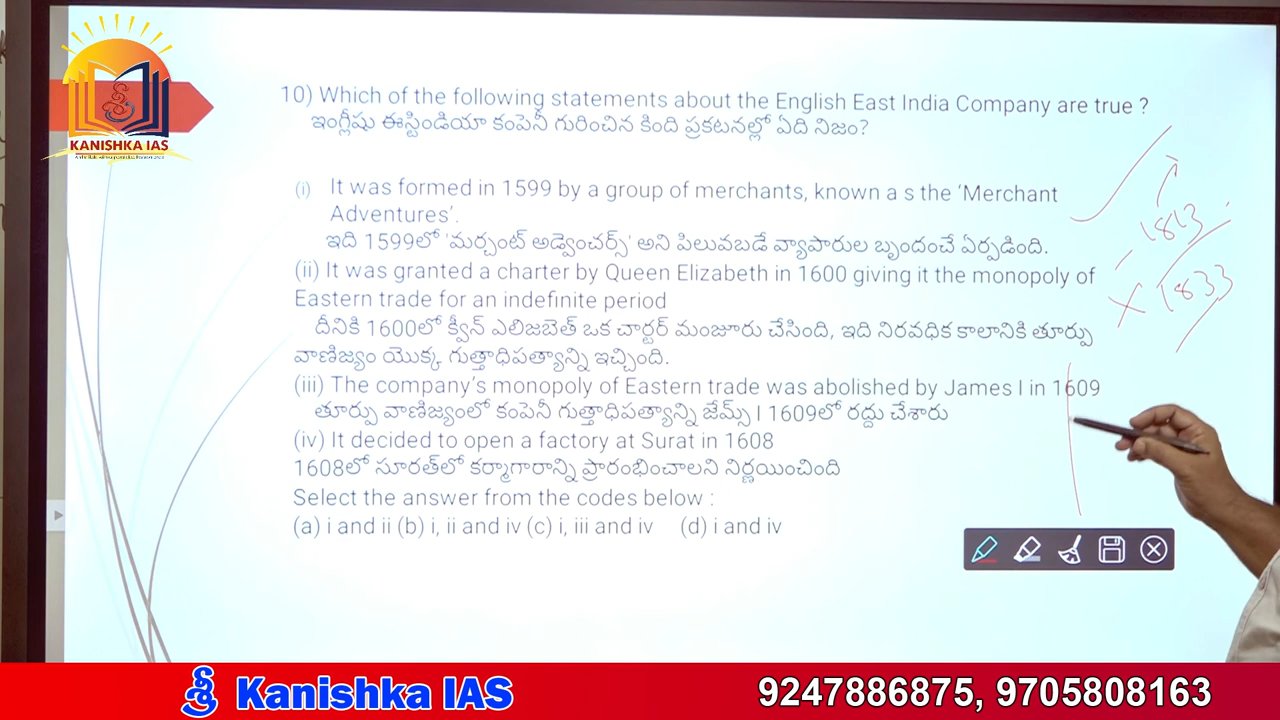 10) Which of the following statements about the English East India Company are true ?
ఇంగ్లీషు ఈస్టిండియా కంపెనీ గురించిన కింది ప్రకటనల్లో ఏది నిజం?
(i) It was formed in 1599 by a group of merchants, known a s the ‘Merchant
Adventures’.
ఇది 1599లో 'మర్చంట్ అడ్వెంచర్స్' అని పిలువబడే వ్యాపారుల బృందంచే ఏర్పడింది.
(ii) It was granted a charter by Queen Elizabeth in 1600 giving it the monopoly of
Eastern trade for an indefinite period
దీనికి 1600లో క్వీన్ ఎలిజబెత్ ఒక చార్టర్ మంజూరు చేసింది, ఇది నిరవధిక కాలానికి తూర్పు
వాణిజ్యం యొక్క గుత్తాధిపత్యాన్ని ఇచ్చింది.
(iii) The company’s monopoly of Eastern trade was abolished by James I in 1609
తూర్పు వాణిజ్యంలో కంపెనీ గుత్తాధిపత్యాన్ని జేమ్స్ I 1609లో రద్దు చేశారు
(iv) It decided to open a factory at Surat in 1608
1608లో సూరత్‌లో కర్మాగారాన్ని ప్రారంభించాలని నిర్ణయించింది
Select the answer from the codes below :
(a) i and ii (b) i, ii and iv (c) i, iii and iv (d) i and iv
1813
1833
శ్రీ
KANISHKA IAS
శ్రీ Kanishka IAS
9247886875, 9705808163